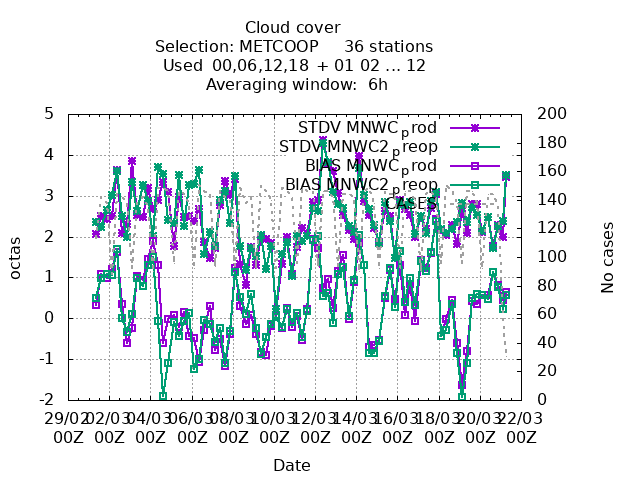 Cloud cover
Selection: METCOOP 36 stations
Used 00,06,12,18 + 01 02 ... 12
Averaging window: 6h
5 200
STDV MNWC_prod
180
STDV MNWC2_preop
4 160
BIAS MNWC_prod
BIAS MNWC2_preop
3 140
CASES
120
2
100
1
80
0 60
40
-1
20
-2 0
octas
No cases
29/02 02/03 04/03 06/03 08/03 10/03 12/03 14/03 16/03 18/03 20/03 22/03
00Z 00Z 00Z 00Z 00Z 00Z 00Z 00Z 00Z 00Z 00Z 00Z
Date